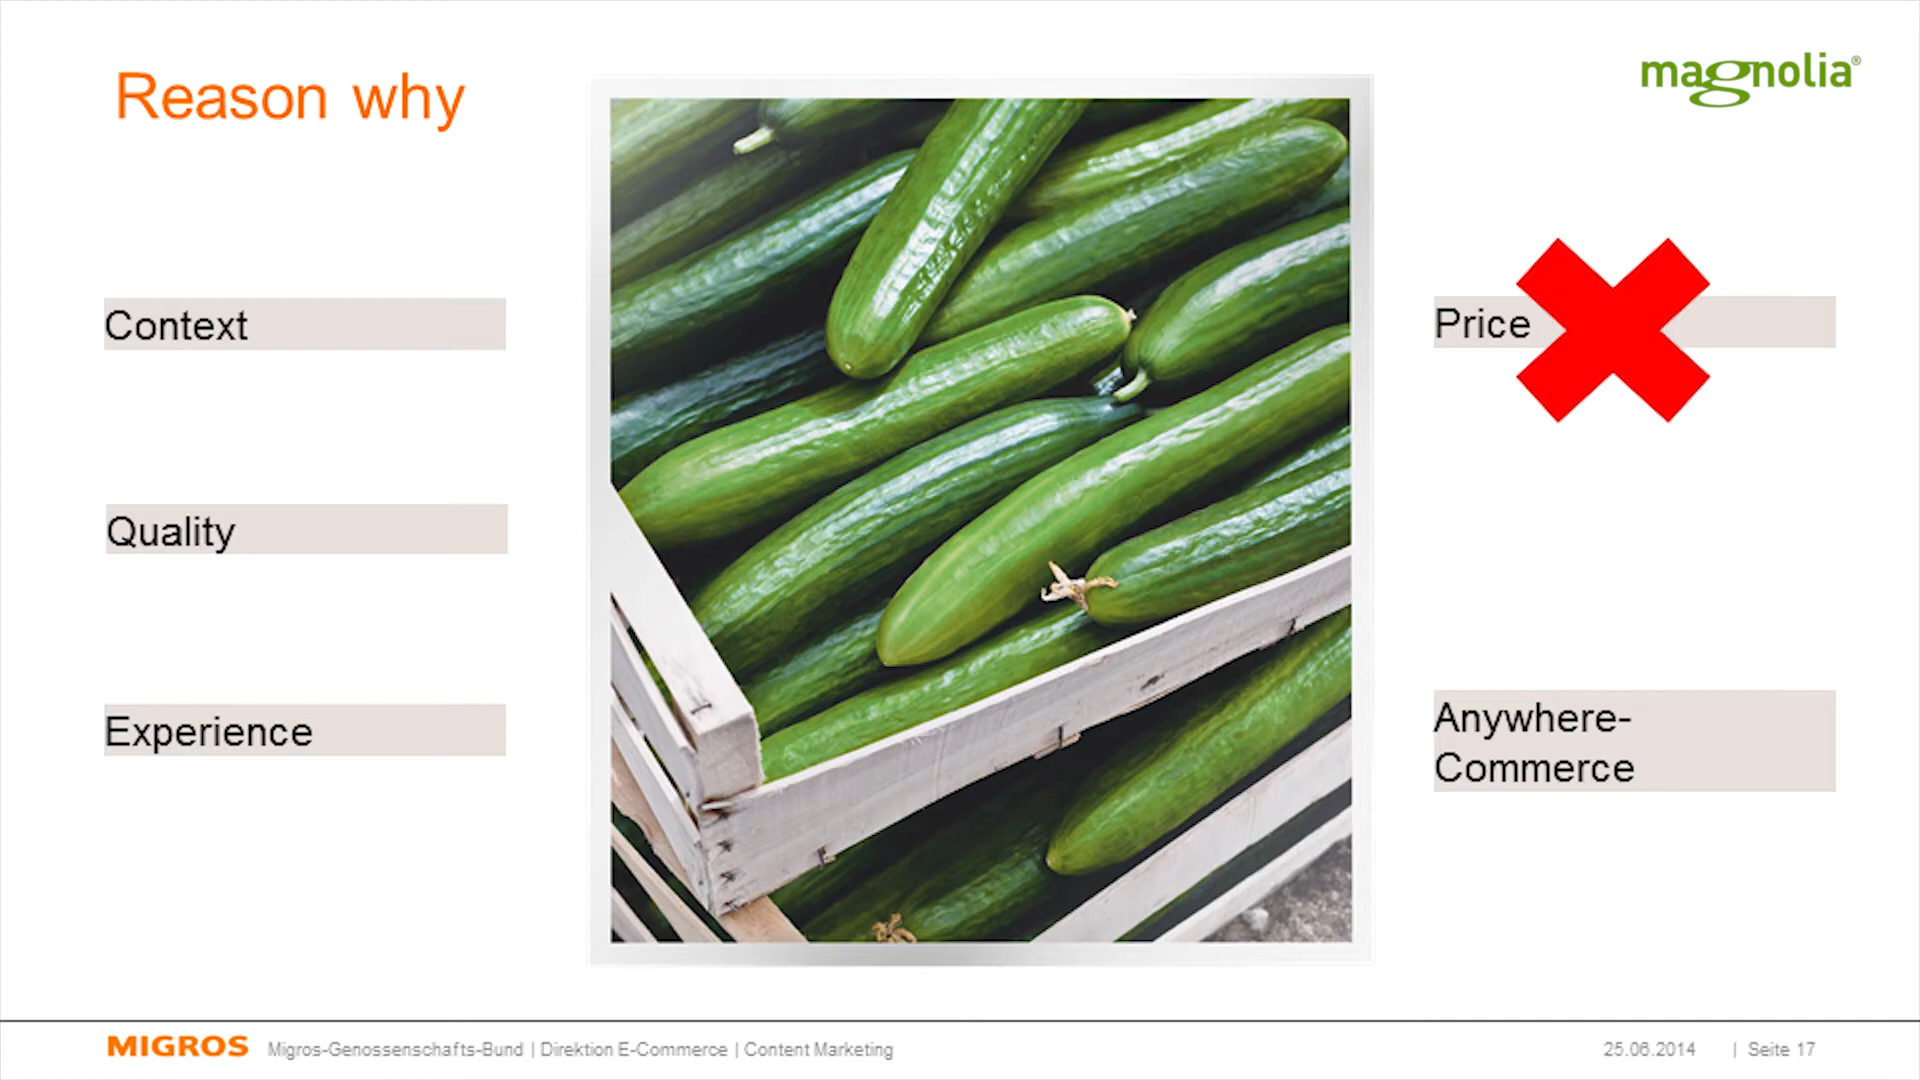 Reason why
magnolia®
Context
Price
Quality
Experience
Anywhere-
Commerce
MIGROS Migros-Genossenschafts-Bund | Direktion E-Commerce | Content Marketing 25.06.2014 | Seite 17